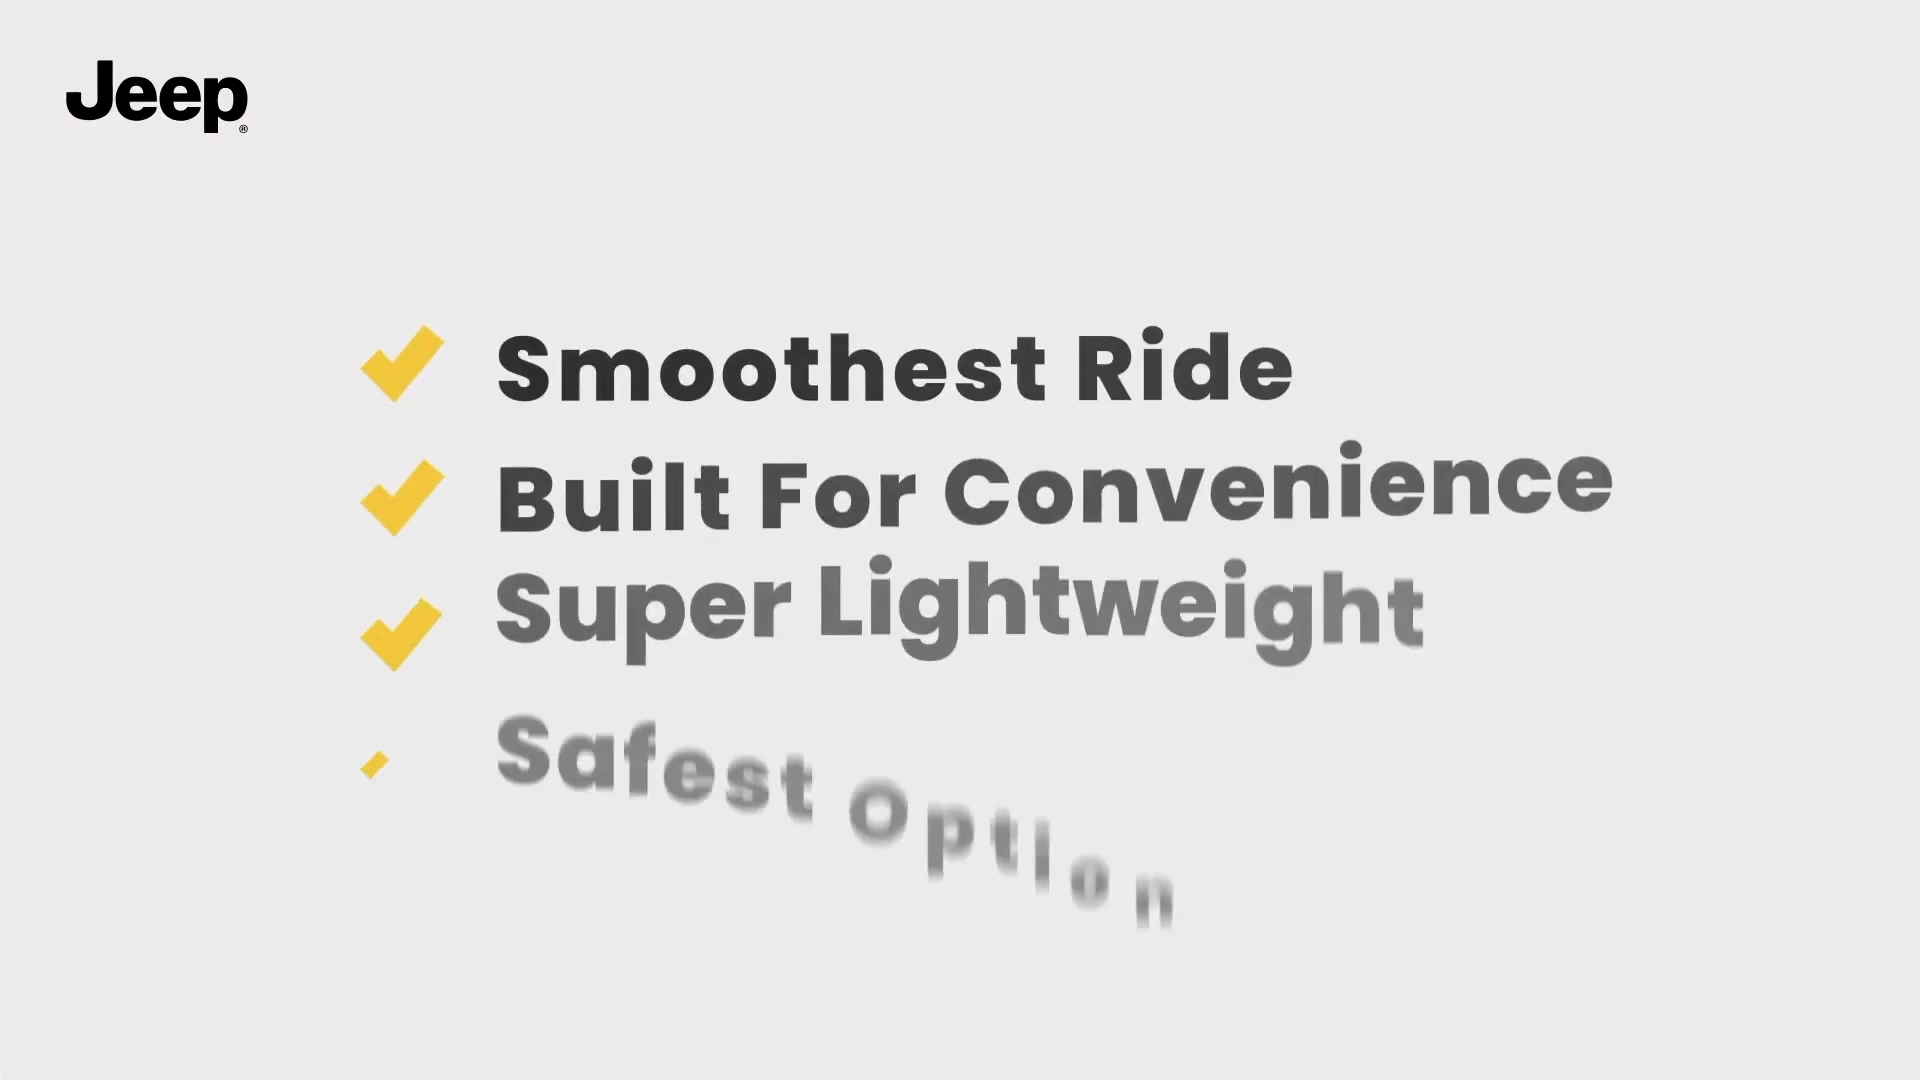 Jeep®
Smoothest Ride
Built For Convenience
Super Lightweight
Safest Option